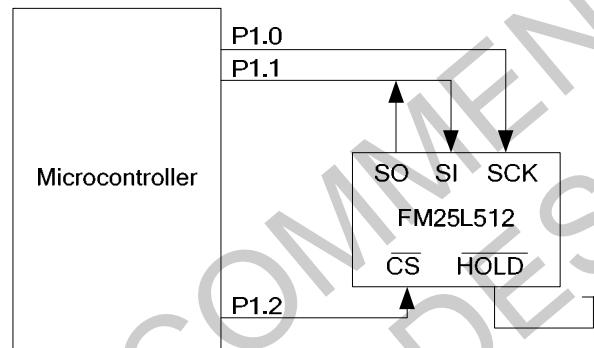 P1.0
P1.1
Microcontroller
SO SI SCK
FM25L512
CS HOLD
P1.2